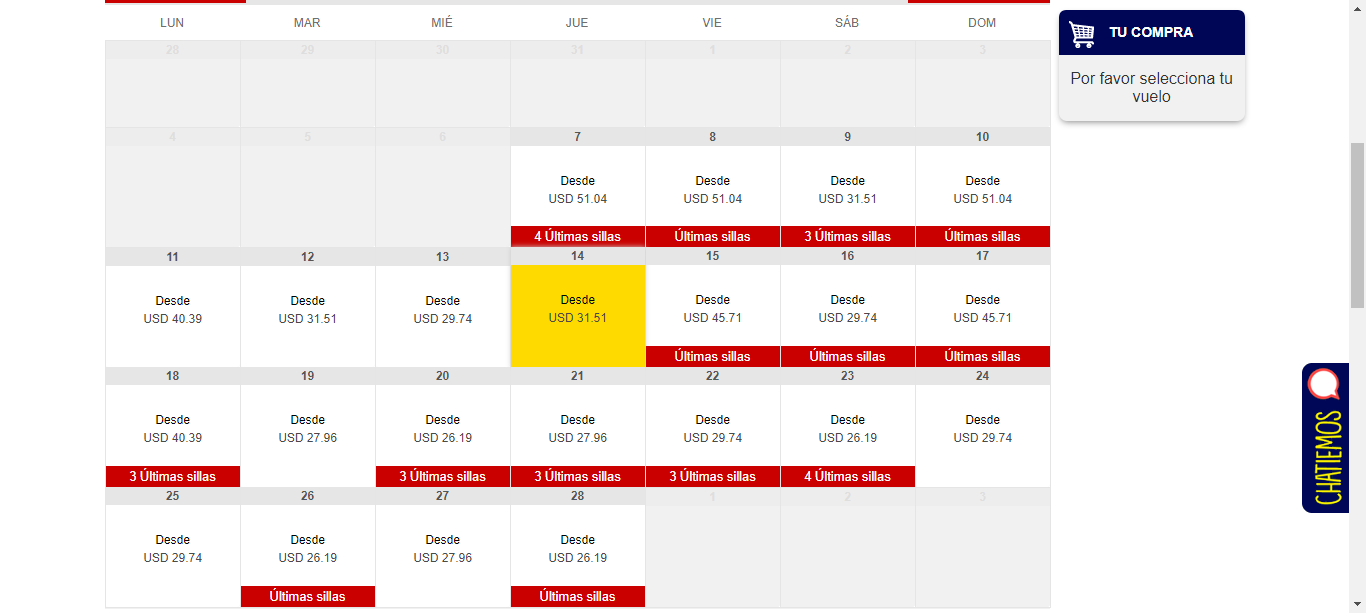 LUN MAR MIÉ JUE VIE SÁB DOM
TU COMPRA
Por favor selecciona tu
vuelo
28 29 30 31 1 2 3
4 5 6 7 8 9 10
Desde Desde Desde Desde
USD 51.04 USD 51.04 USD 31.51 USD 51.04
4 Últimas sillas Últimas sillas 3 Últimas sillas Últimas sillas
11 12 13 14 15 16 17
Desde Desde Desde Desde Desde Desde Desde
USD 40.39 USD 31.51 USD 29.74 USD 31.51 USD 45.71 USD 29.74 USD 45.71
Últimas sillas Últimas sillas Últimas sillas
18 19 20 21 22 23 24
Desde Desde Desde Desde Desde Desde Desde
USD 40.39 USD 27.96 USD 26.19 USD 27.96 USD 29.74 USD 26.19 USD 29.74
3 Últimas sillas 3 Últimas sillas 3 Últimas sillas 3 Últimas sillas 4 Últimas sillas
25 26 27 28 1 2 3
Desde Desde Desde Desde
USD 29.74 USD 26.19 USD 27.96 USD 26.19
Últimas sillas Últimas sillas
CHATIEMOS